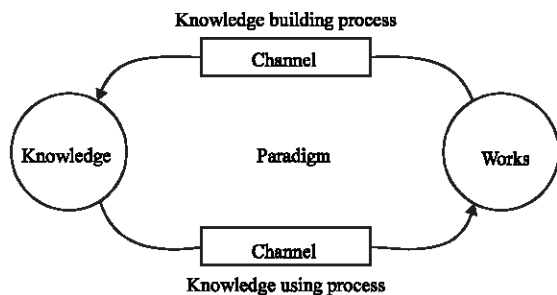 Knowledge building process
Channel
Knowledge
Paradigm
Works
Channel
Knowledge using process